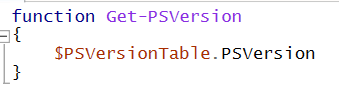 function Get-PSVersion
{
    $PSVersionTable.PSVersion
}